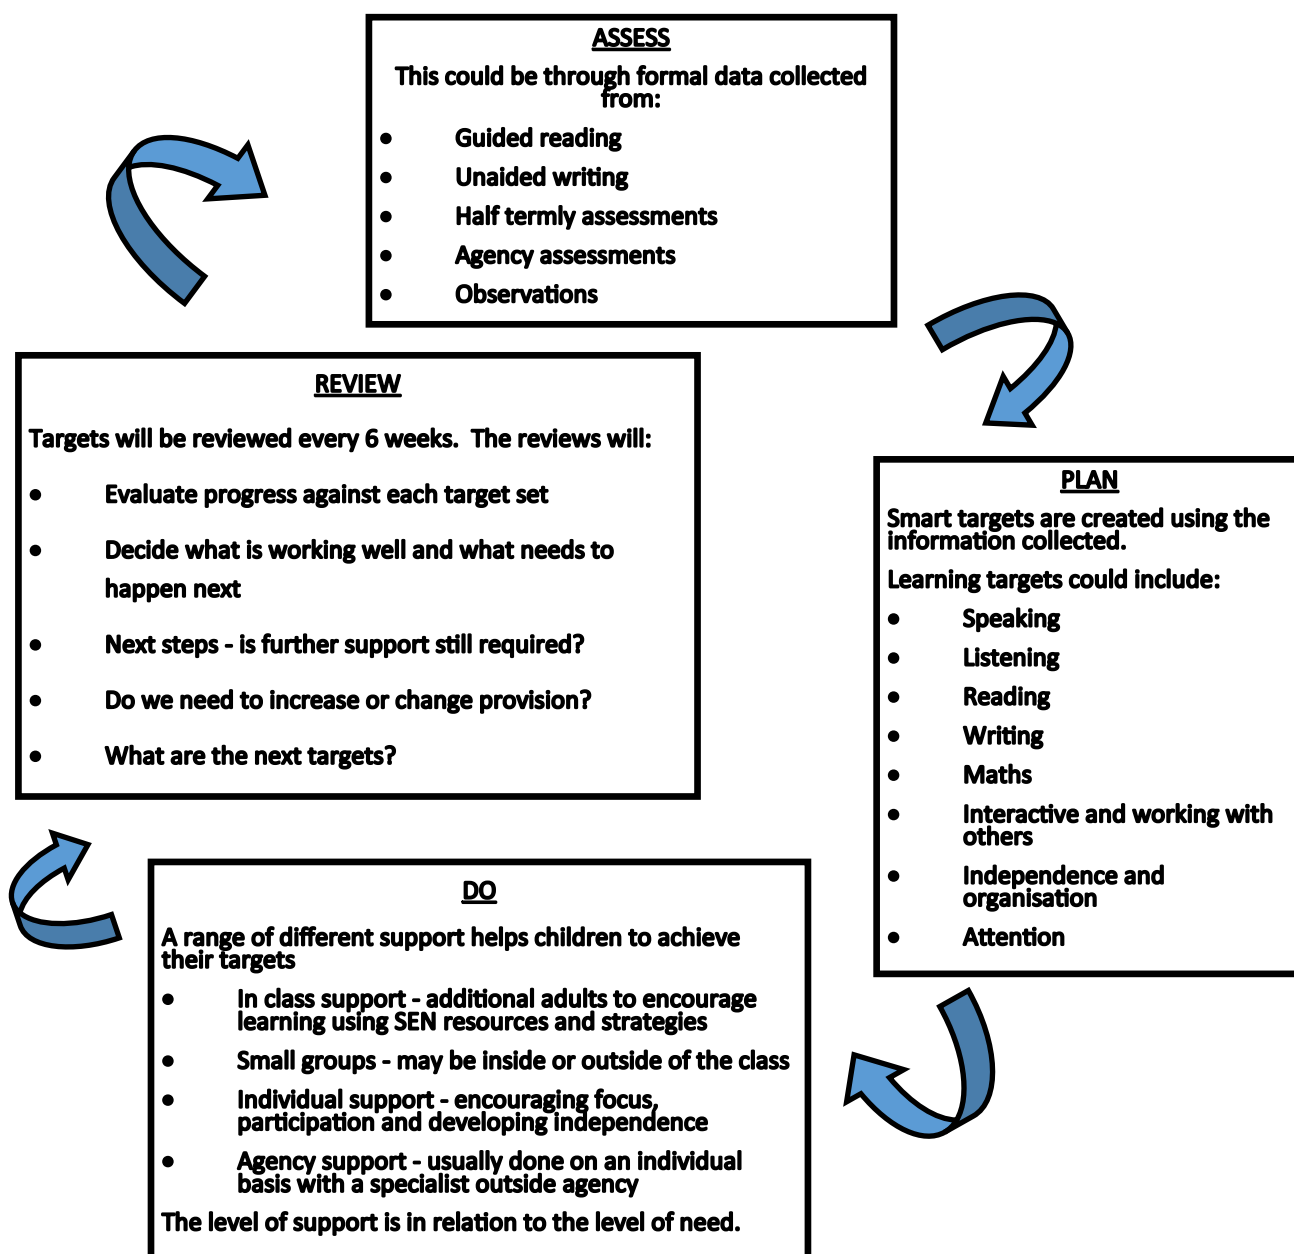 ASSESS
This could be through formal data collected
from:
• Guided reading
• Unaided writing
• Half termly assessments
• Agency assessments
• Observations
PLAN
Smart targets are created using the
information collected.
Learning targets could include:
• Speaking
• Listening
• Reading
• Writing
• Maths
• Interactive and working with
others
• Independence and
organisation
• Attention
DO
A range of different support helps children to achieve
their targets
• In class support - additional adults to encourage
learning using SEN resources and strategies
• Small groups - may be inside or outside of the class
• Individual support - encouraging focus,
participation and developing independence
• Agency support - usually done on an individual
basis with a specialist outside agency
The level of support is in relation to the level of need.
REVIEW
Targets will be reviewed every 6 weeks.  The reviews will:
• Evaluate progress against each target set
• Decide what is working well and what needs to
happen next
• Next steps - is further support still required?
• Do we need to increase or change provision?
• What are the next targets?